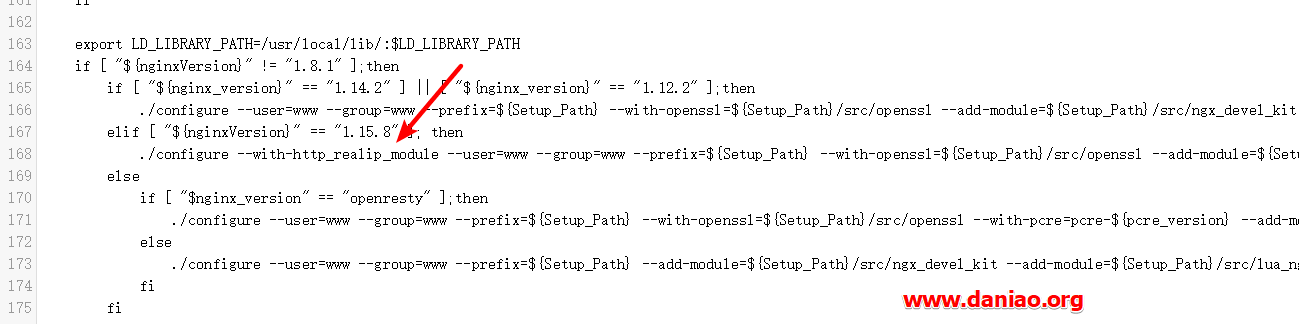 161 fi
162
163 export LD_LIBRARY_PATH=/usr/local/lib/:$LD_LIBRARY_PATH
164 if [ "${nginxVersion}" != "1.8.1" ];then
165 if [ "${nginx_version}" == "1.14.2" ] || [ "${nginx_version}" == "1.12.2" ];then
166 ./configure --user=www --group=www --prefix=${Setup_Path} --with-openssl=${Setup_Path}/src/openssl --add-module=${Setup_Path}/src/ngx_devel_kit
167 elif [ "${nginxVersion}" == "1.15.8" ]; then
168 ./configure --with-http_realip_module --user=www --group=www --prefix=${Setup_Path} --with-openssl=${Setup_Path}/src/openssl --add-module=${Setu
169 else
170 if [ "$nginx_version" == "openresty" ];then
171 ./configure --user=www --group=www --prefix=${Setup_Path} --with-openssl=${Setup_Path}/src/openssl --with-pcre=pcre-${pcre_version} --add-mo
172 else
173 ./configure --user=www --group=www --prefix=${Setup_Path} --add-module=${Setup_Path}/src/ngx_devel_kit --add-module=${Setup_Path}/src/lua_ng
174 fi
175 fi
www.daniao.org